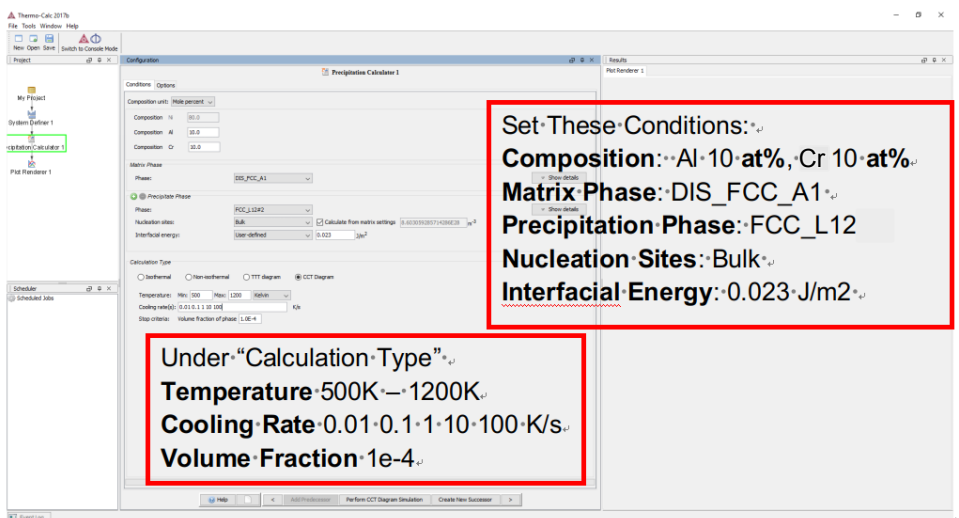 Thermo-Calc 2017b
File Tools Window Help
New Open Save Switch to Console Mode
Project
Configuration
Results
Precipitation Calculator 1
Plot Renderer 1
Conditions Options
My Project
System Definer 1
cipitation Calculator 1
Plot Renderer 1
Composition unit: Mole percent
Composition Ni 80.0
Composition Al 10.0
Composition Cr 10.0
Matrix Phase
Phase: DIS_FCC_A1 Show details
Precipitate Phase
Phase: FCC_L12#2 Show details
Nucleation sites: Bulk Calculate from matrix settings m-3
Interfacial energy: User-defined 0.023 J/m2
Calculation Type
Isothermal Non-isothermal TTT diagram CCT Diagram
Temperature: Min: 500 Max: 1200 Kelvin
Cooling rate(s): 0.01 0.1 1 10 100 K/s
Stop criteria: Volume fraction of phase 1.0E-4
Scheduler
Scheduled Jobs
Set These Conditions:
Composition: Al 10 at%, Cr 10 at%
Matrix Phase: DIS_FCC_A1
Precipitation Phase: FCC_L12
Nucleation Sites: Bulk
Interfacial Energy: 0.023 J/m2
Under “Calculation Type”
Temperature 500K – 1200K
Cooling Rate 0.01 0.1 1 10 100 K/s
Volume Fraction 1e-4
Help < Add Predecessor Perform CCT Diagram Simulation Create New Successor >
Event Log